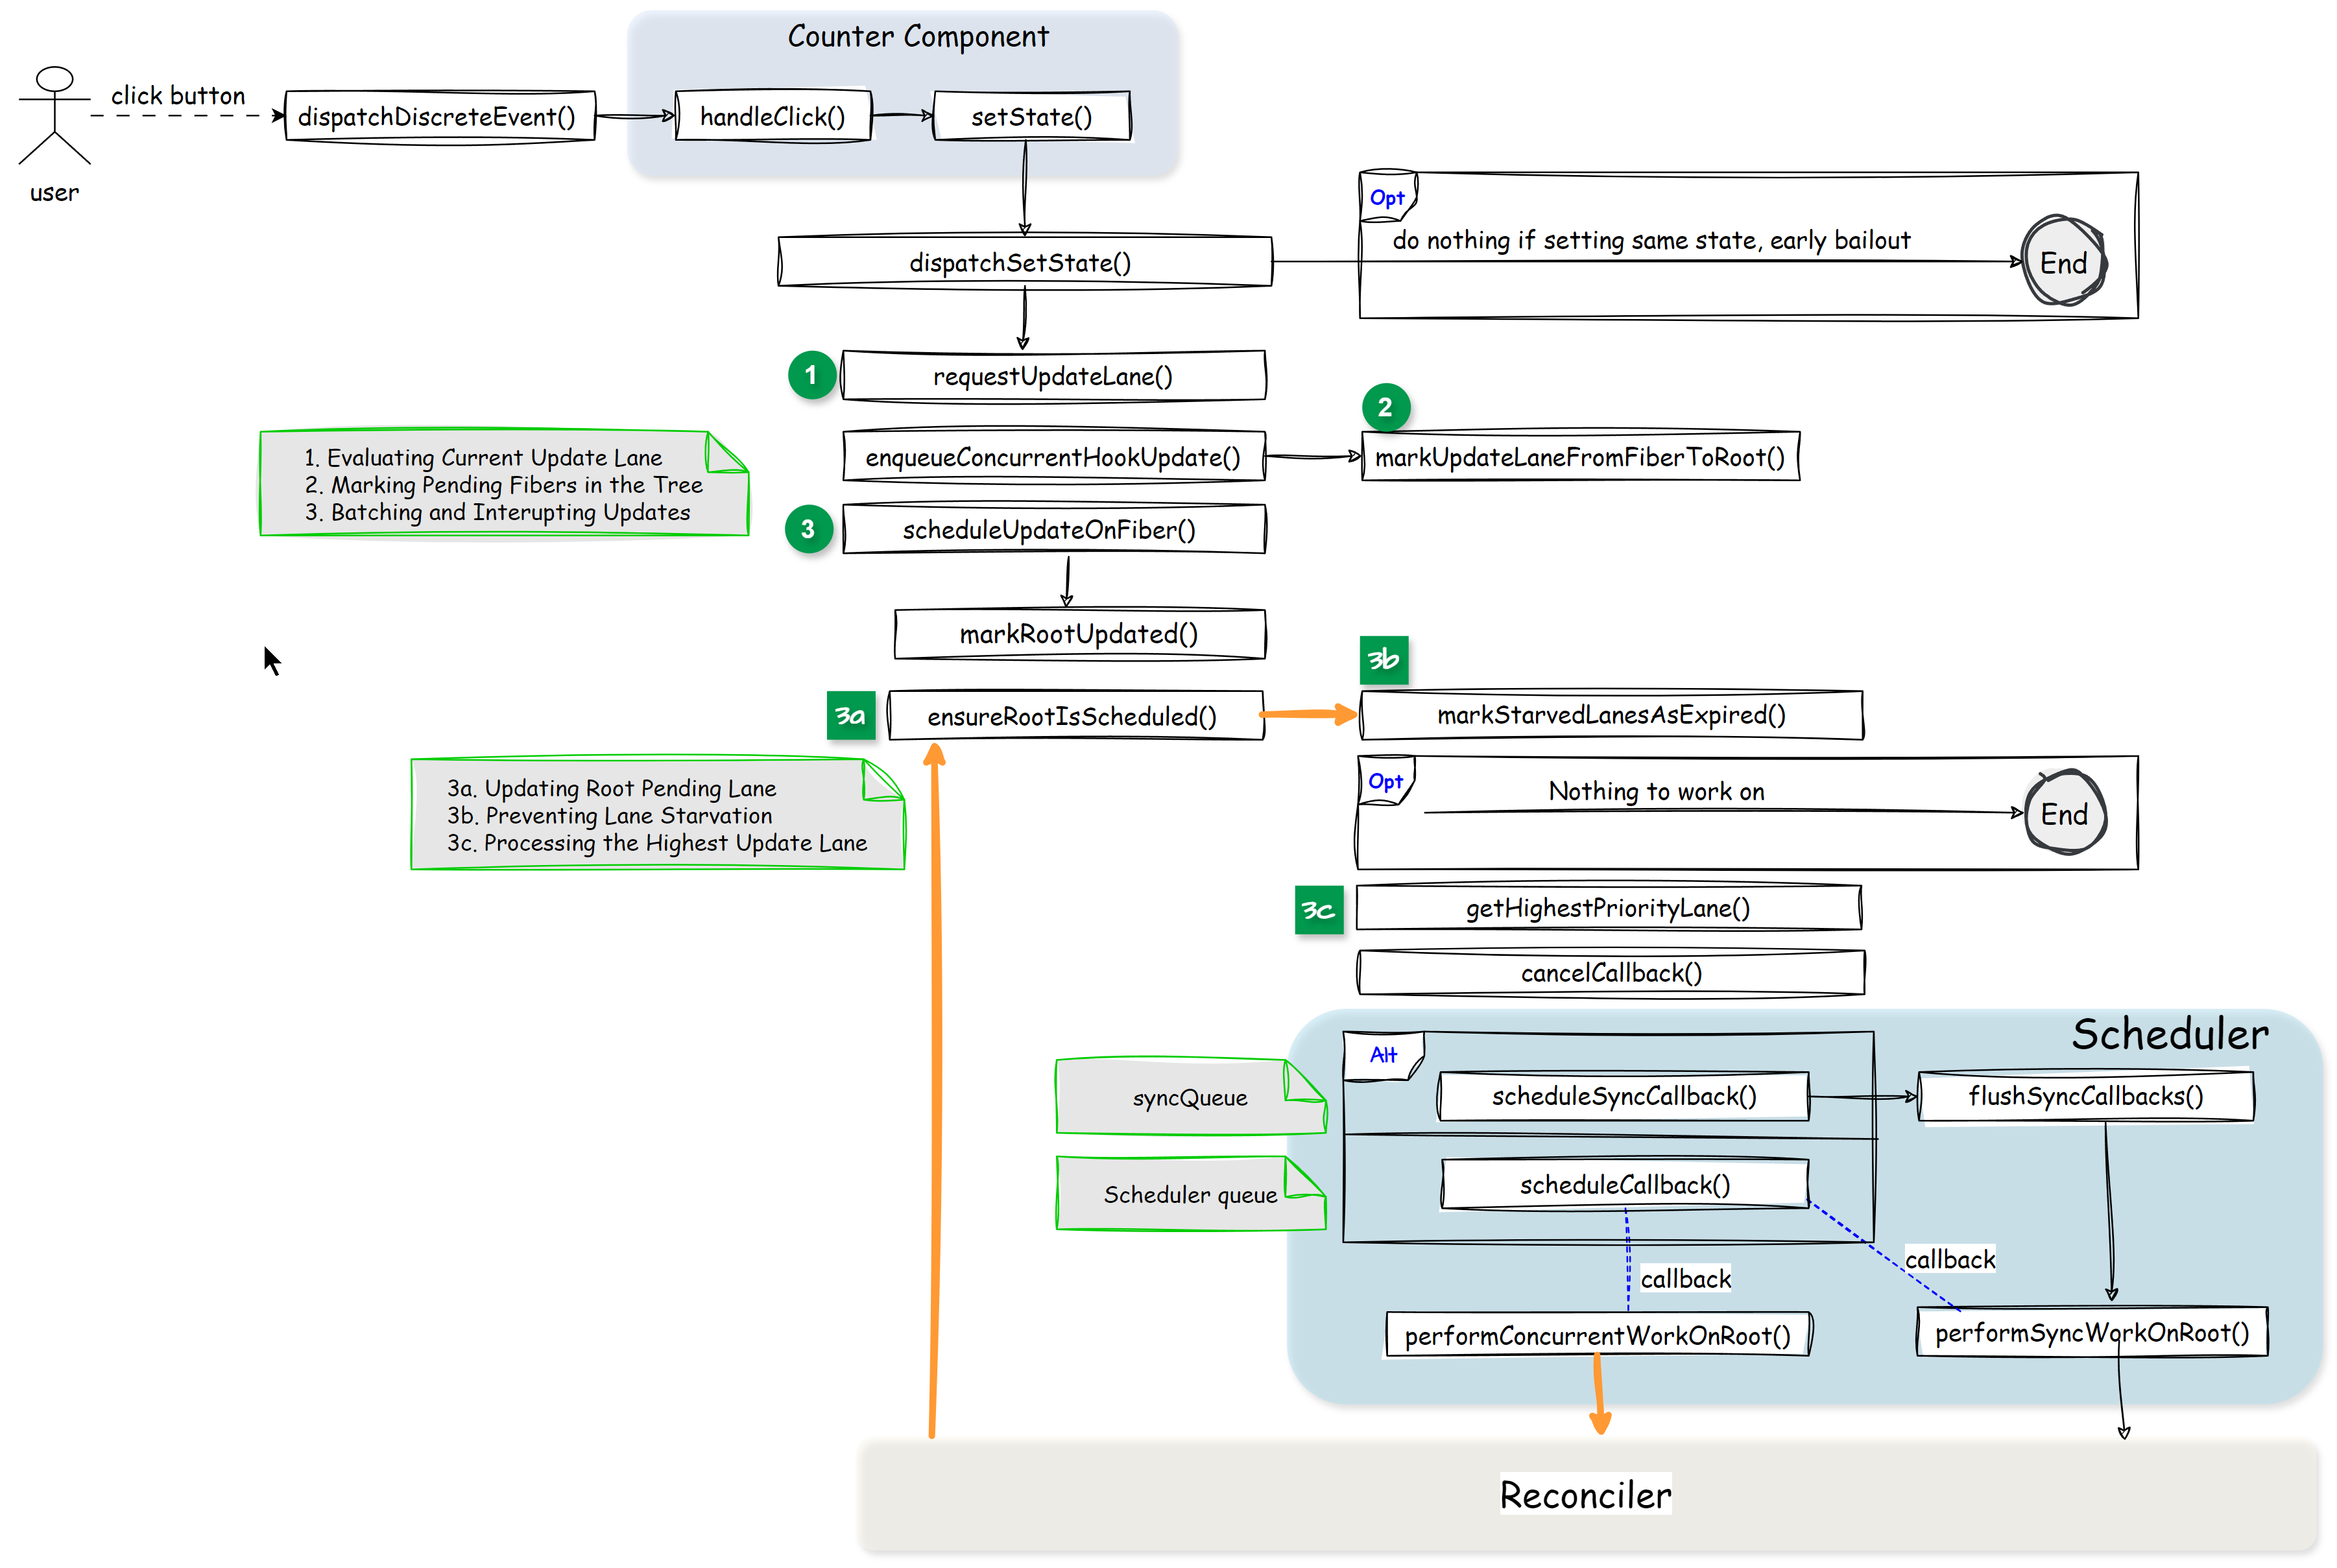 Counter Component
click button
dispatchDiscreteEvent()
handleClick()
setState()
user
Opt
do nothing if setting same state, early bailout
End
dispatchSetState()
1
requestUpdateLane()
2
1. Evaluating Current Update Lane
2. Marking Pending Fibers in the Tree
3. Batching and Interupting Updates
enqueueConcurrentHookUpdate()
markUpdateLaneFromFiberToRoot()
3
scheduleUpdateOnFiber()
markRootUpdated()
3b
3a
ensureRootIsScheduled()
markStarvedLanesAsExpired()
3a. Updating Root Pending Lane
3b. Preventing Lane Starvation
3c. Processing the Highest Update Lane
Opt
Nothing to work on
End
3c
getHighestPriorityLane()
cancelCallback()
Scheduler
Alt
syncQueue
scheduleSyncCallback()
flushSyncCallbacks()
Scheduler queue
scheduleCallback()
callback
callback
performConcurrentWorkOnRoot()
performSyncWorkOnRoot()
Reconciler